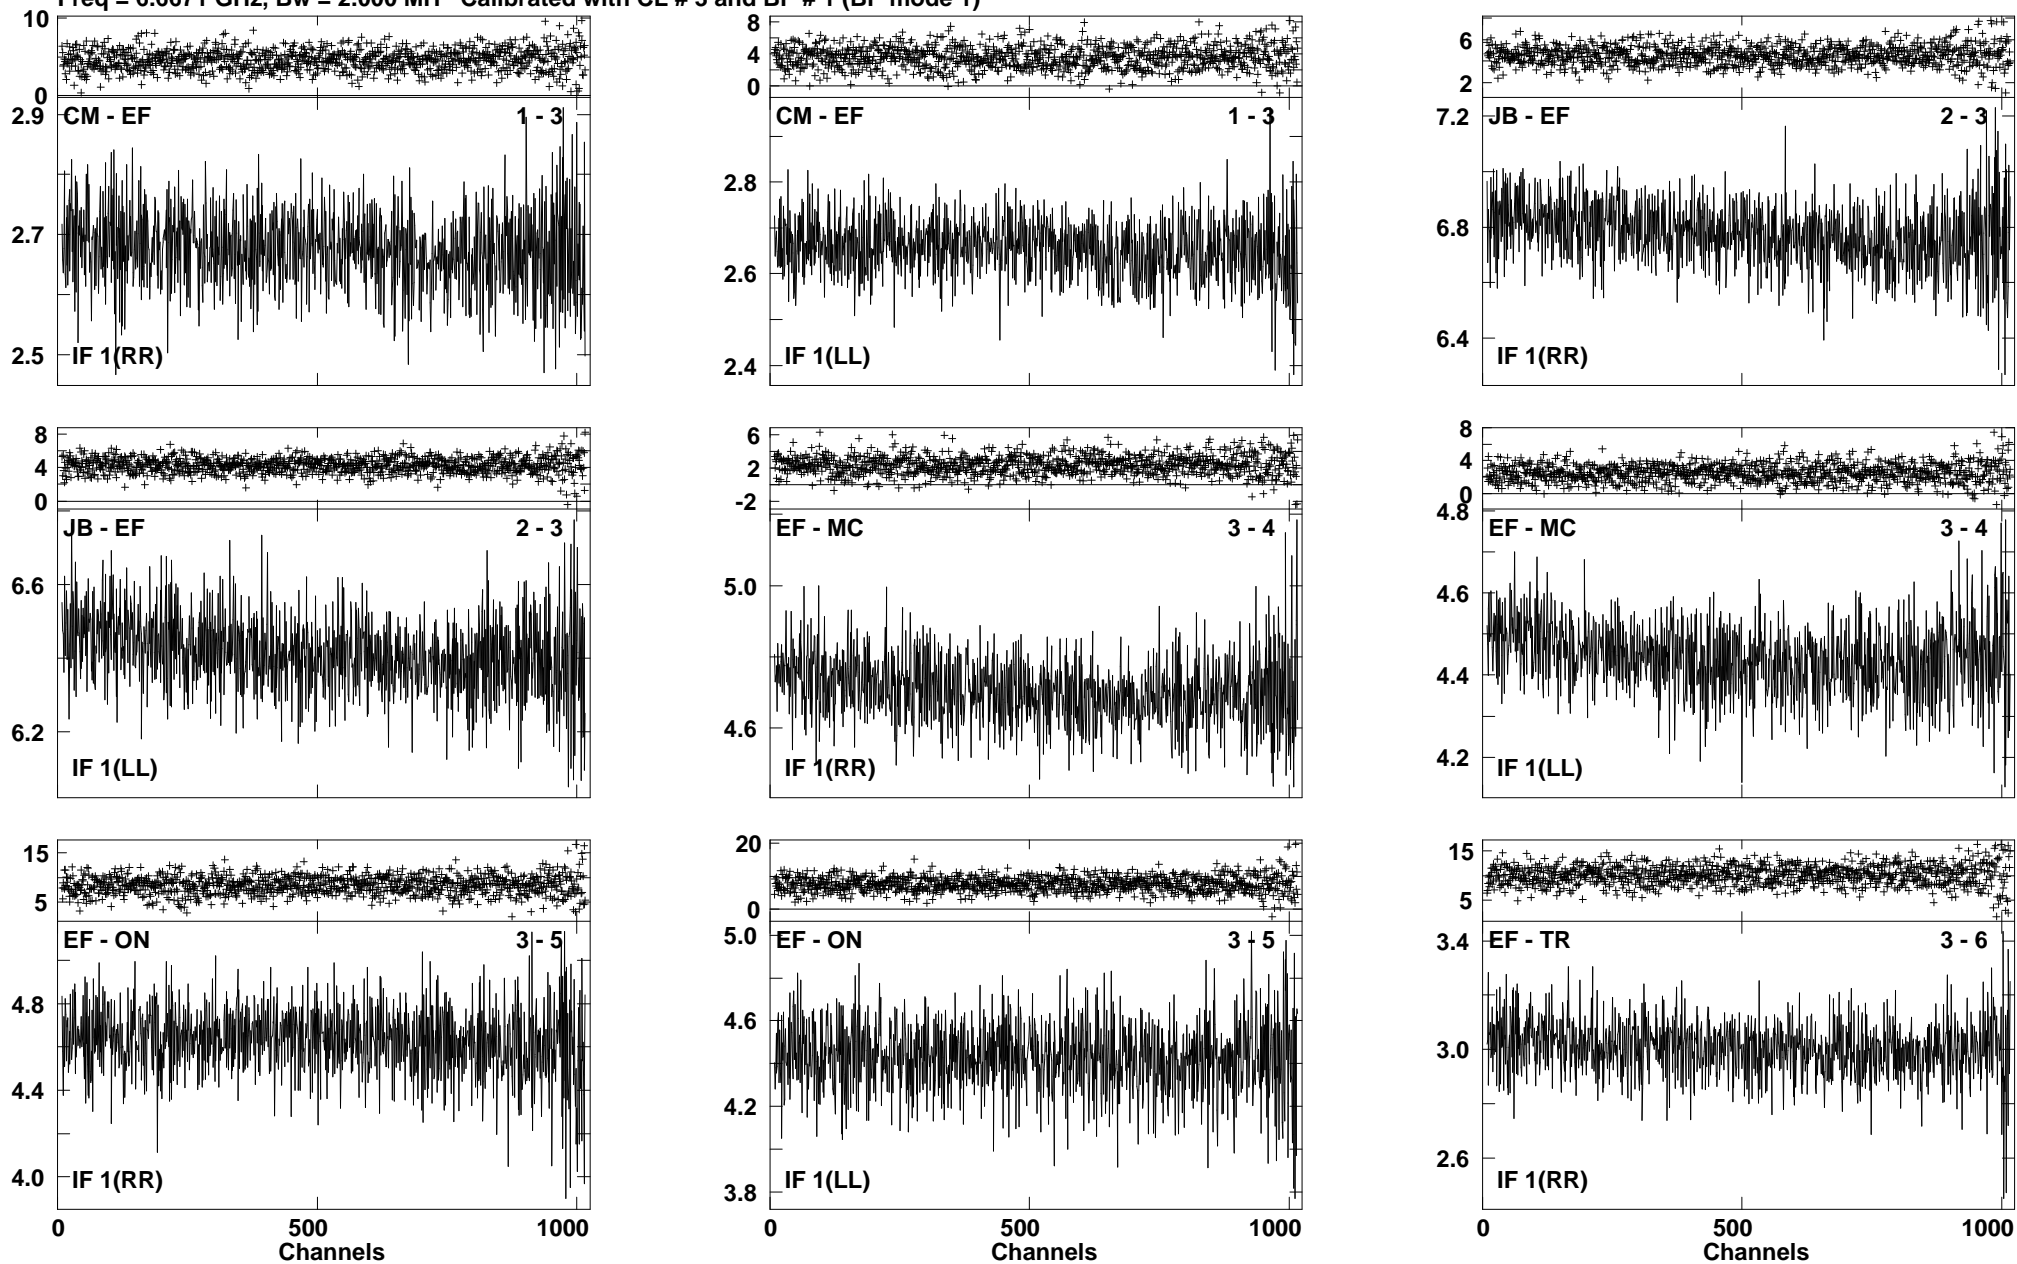 Freq = 6.6671 GHz, Bw = 2.000 MH Calibrated with CL # 3 and BP # 1 (BP mode 1)
10
0
2.9
2.7
2.5
CM - EF
1 - 3
IF 1(RR)
8
4
0
2.8
2.6
2.4
CM - EF
1 - 3
IF 1(LL)
6
2
7.2
6.8
6.4
JB - EF
2 - 3
IF 1(RR)
8
4
0
6.6
6.2
JB - EF
2 - 3
IF 1(LL)
6
2
-2
5.0
4.6
EF - MC
3 - 4
IF 1(RR)
8
4
0
4.8
4.6
4.4
4.2
EF - MC
3 - 4
IF 1(LL)
15
5
4.8
4.4
4.0
EF - ON
3 - 5
IF 1(RR)
0
500
1000
Channels
20
0
5.0
4.6
4.2
3.8
EF - ON
3 - 5
IF 1(LL)
0
500
1000
Channels
15
5
3.4
3.0
2.6
EF - TR
3 - 6
IF 1(RR)
0
500
1000
Channels